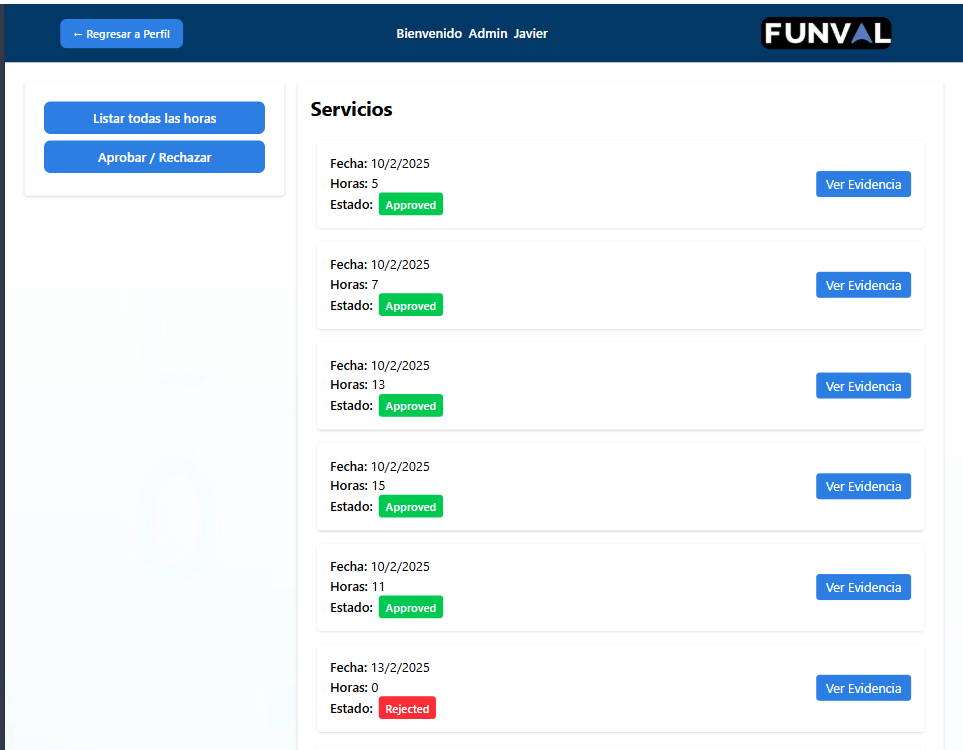 ← Regresar a Perfil
Bienvenido Admin Javier
FUNVAL
Listar todas las horas
Aprobar / Rechazar
Servicios
Fecha: 10/2/2025
Horas: 5
Estado: Approved
Ver Evidencia
Fecha: 10/2/2025
Horas: 7
Estado: Approved
Ver Evidencia
Fecha: 10/2/2025
Horas: 13
Estado: Approved
Ver Evidencia
Fecha: 10/2/2025
Horas: 15
Estado: Approved
Ver Evidencia
Fecha: 10/2/2025
Horas: 11
Estado: Approved
Ver Evidencia
Fecha: 13/2/2025
Horas: 0
Estado: Rejected
Ver Evidencia